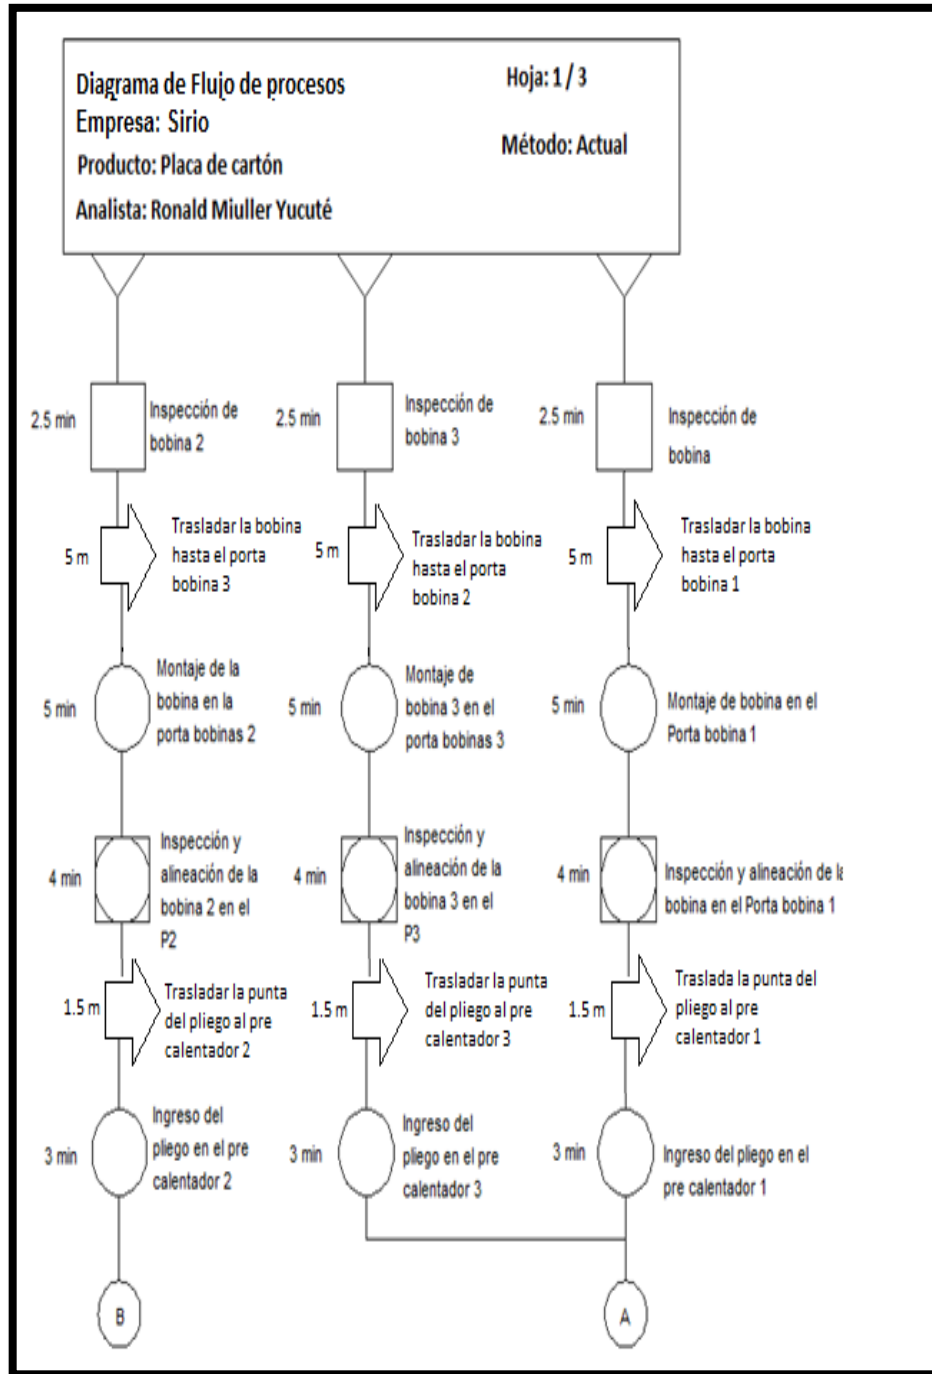 Diagrama de Flujo de procesos
Hoja: 1 / 3
Empresa: Sirio
Método: Actual
Producto: Placa de cartón
Analista: Ronald Miuller Yucuté
2.5 min
Inspección de
bobina 2
2.5 min
Inspección de
bobina 3
2.5 min
Inspección de
bobina
5 m
Trasladar la bobina
hasta el porta
bobina 3
5 m
Trasladar la bobina
hasta el porta
bobina 2
5 m
Trasladar la bobina
hasta el porta
bobina 1
5 min
Montaje de la
bobina en la
porta bobinas 2
5 min
Montaje de
bobina 3 en el
porta bobinas 3
5 min
Montaje de bobina en el
Porta bobina 1
4 min
Inspección y
alineación de la
bobina 2 en el
P2
4 min
Inspección y
alineación de la
bobina 3 en el
P3
4 min
Inspección y alineación de la
bobina en el Porta bobina 1
1.5 m
Trasladar la punta
del pliego al pre
calentador 2
1.5 m
Trasladar la punta
del pliego al pre
calentador 3
1.5 m
Traslada la punta del
pliego al pre
calentador 1
3 min
Ingreso del
pliego en el pre
calentador 2
3 min
Ingreso del
pliego en el pre
calentador 3
3 min
Ingreso del pliego en el
pre calentador 1
B
A